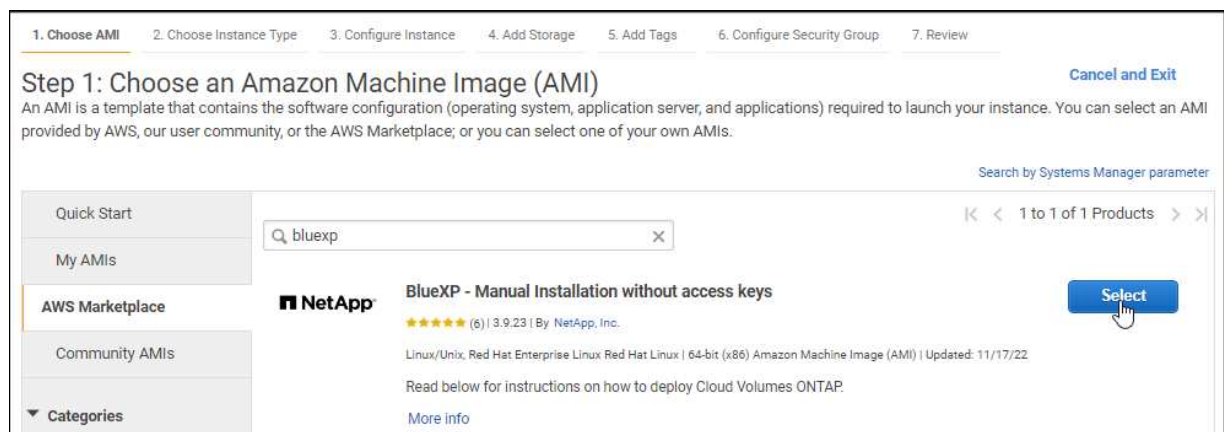 1. Choose AMI 2. Choose Instance Type 3. Configure Instance 4. Add Storage 5. Add Tags 6. Configure Security Group 7. Review
Step 1: Choose an Amazon Machine Image (AMI)
Cancel and Exit
An AMI is a template that contains the software configuration (operating system, application server, and applications) required to launch your instance. You can select an AMI
provided by AWS, our user community, or the AWS Marketplace; or you can select one of your own AMIs.
Search by Systems Manager parameter
Quick Start
My AMIs
AWS Marketplace
Community AMIs
Categories
bluexp
1 to 1 of 1 Products
NetApp
BlueXP - Manual Installation without access keys
(6) | 3.9.23 | By NetApp, Inc.
Linux/Unix, Red Hat Enterprise Linux Red Hat Linux | 64-bit (x86) Amazon Machine Image (AMI) | Updated: 11/17/22
Read below for instructions on how to deploy Cloud Volumes ONTAP.
More info
Select